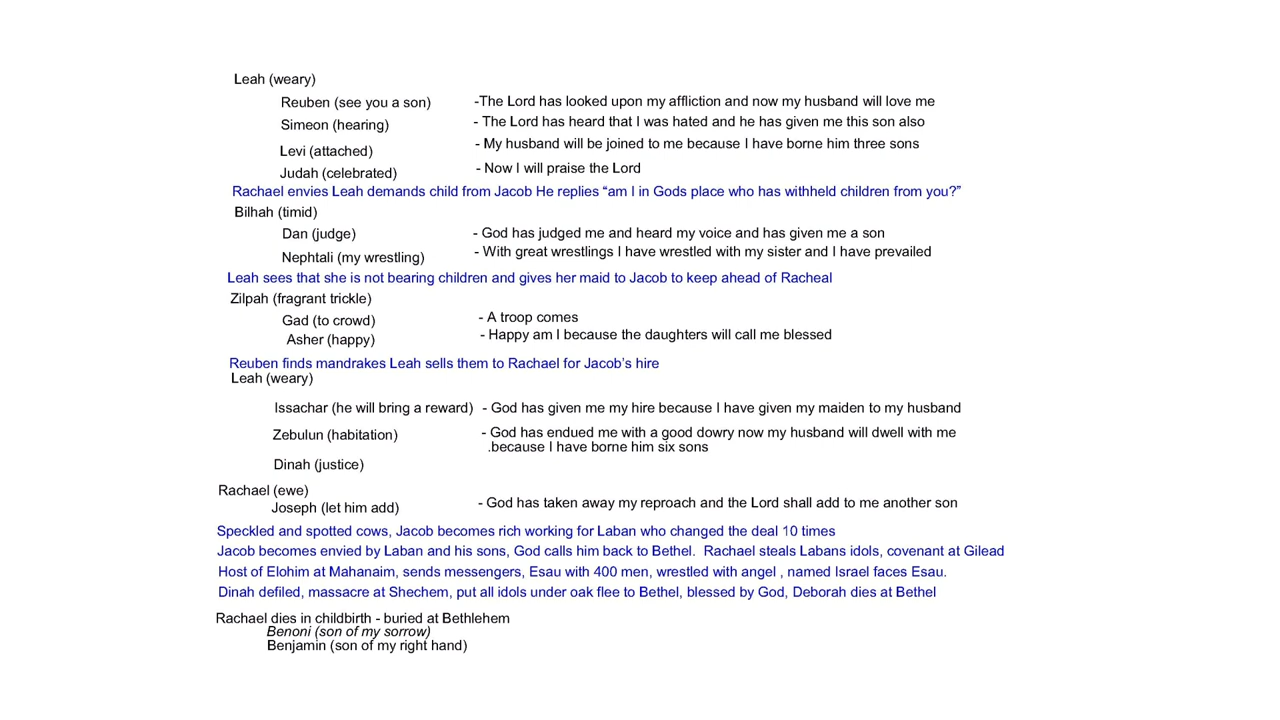 Leah (weary)
Reuben (see you a son) -The Lord has looked upon my affliction and now my husband will love me
Simeon (hearing) - The Lord has heard that I was hated and he has given me this son also
Levi (attached) - My husband will be joined to me because I have borne him three sons
Judah (celebrated) - Now I will praise the Lord
Rachael envies Leah demands child from Jacob He replies “am I in Gods place who has withheld children from you?”
Bilhah (timid)
Dan (judge) - God has judged me and heard my voice and has given me a son
Nephtali (my wrestling) - With great wrestlings I have wrestled with my sister and I have prevailed
Leah sees that she is not bearing children and gives her maid to Jacob to keep ahead of Racheal
Zilpah (fragrant trickle)
Gad (to crowd) - A troop comes
Asher (happy) - Happy am I because the daughters will call me blessed
Reuben finds mandrakes Leah sells them to Rachael for Jacob’s hire
Leah (weary)
Issachar (he will bring a reward) - God has given me my hire because I have given my maiden to my husband
Zebulun (habitation) - God has endued me with a good dowry now my husband will dwell with me
.because I have borne him six sons
Dinah (justice)
Rachael (ewe)
Joseph (let him add) - God has taken away my reproach and the Lord shall add to me another son
Speckled and spotted cows, Jacob becomes rich working for Laban who changed the deal 10 times
Jacob becomes envied by Laban and his sons, God calls him back to Bethel. Rachael steals Labans idols, covenant at Gilead
Host of Elohim at Mahanaim, sends messengers, Esau with 400 men, wrestled with angel , named Israel faces Esau.
Dinah defiled, massacre at Shechem, put all idols under oak flee to Bethel, blessed by God, Deborah dies at Bethel
Rachael dies in childbirth - buried at Bethlehem
Benoni (son of my sorrow)
Benjamin (son of my right hand)